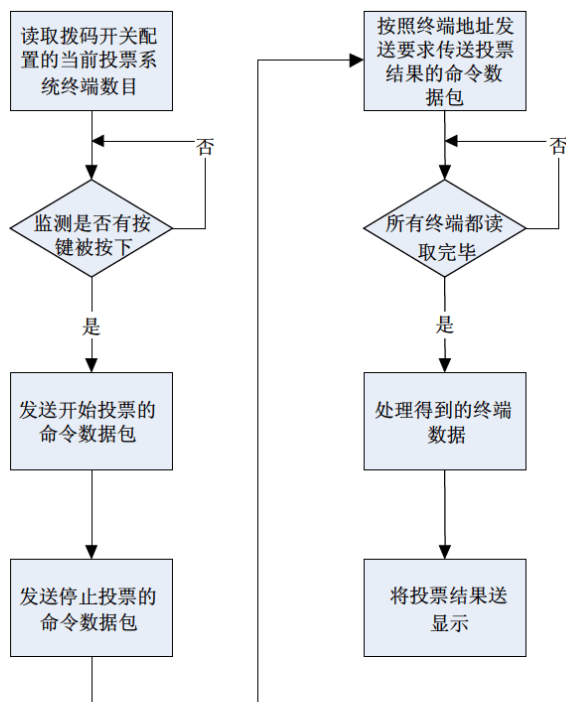 读取拨码开关配置
的当前投票系
统终端数目
否
监测是否有按
键被按下
是
发送开始投票的
命令数据包
发送停止投票的
命令数据包
按照终端地址发
送要求传送投票
结果的命令数
据包
否
所有终端都读
取完毕
是
处理得到的终端
数据
将投票结果送
显示